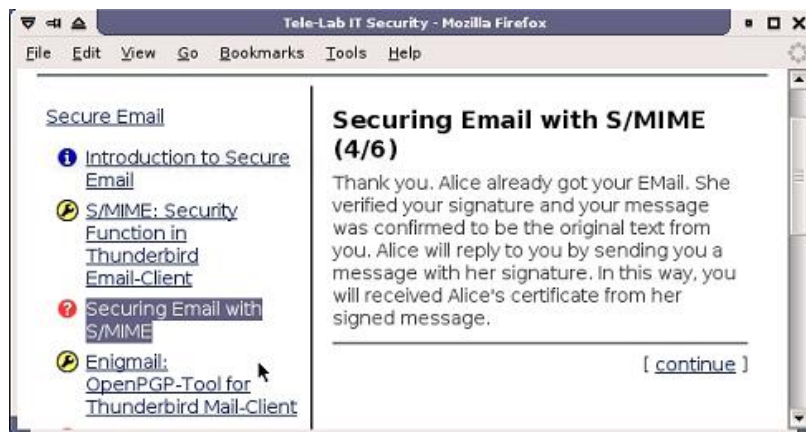 Tele-Lab IT Security - Mozilla Firefox
File Edit View Go Bookmarks Tools Help
Secure Email
Introduction to Secure
Email
S/MIME: Security
Function in
Thunderbird
Email-Client
Securing Email with
S/MIME
Enigmail:
OpenPGP-Tool for
Thunderbird Mail-Client
Securing Email with S/MIME
(4/6)
Thank you. Alice already got your EMail. She
verified your signature and your message
was confirmed to be the original text from
you. Alice will reply to you by sending you a
message with her signature. In this way, you
will received Alice's certificate from her
signed message.
[ continue ]